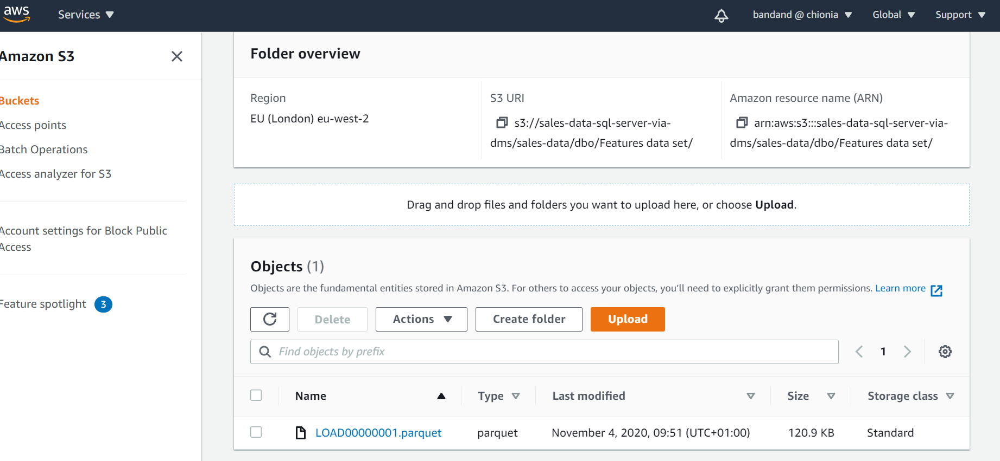 aws Services bandand @ chionia Global Support
Amazon S3
Buckets
Access points
Batch Operations
Access analyzer for S3
Account settings for Block Public
Access
Feature spotlight 3
Folder overview
Region
EU (London) eu-west-2
S3 URI
s3://sales-data-sql-server-via-
dms/sales-data/dbo/Features data set/
Amazon resource name (ARN)
arn:aws:s3:::sales-data-sql-server-via-
dms/sales-data/dbo/Features data set/
Drag and drop files and folders you want to upload here, or choose Upload.
Objects (1)
Objects are the fundamental entities stored in Amazon S3. For others to access your objects, you’ll need to explicitly grant them permissions. Learn more
Delete Actions Create folder Upload
Find objects by prefix 1
Name Type Last modified Size Storage class
LOAD00000001.parquet parquet November 4, 2020, 09:51 (UTC+01:00) 120.9 KB Standard